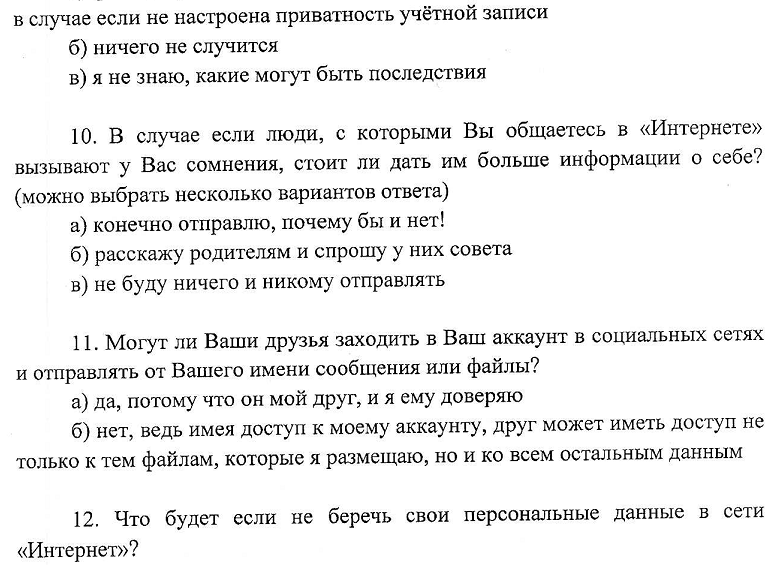 в случае если не настроена приватность учётной записи
б) ничего не случится
в) я не знаю, какие могут быть последствия
10. В случае если люди, с которыми Вы общаетесь в «Интернете»
вызывают у Вас сомнения, стоит ли дать им больше информации о себе?
(можно выбрать несколько вариантов ответа)
а) конечно отправлю, почему бы и нет!
б) расскажу родителям и спрошу у них совета
в) не буду ничего и никому отправлять
11. Могут ли Ваши друзья заходить в Ваш аккаунт в социальных сетях
и отправлять от Вашего имени сообщения или файлы?
а) да, потому что он мой друг, и я ему доверяю
б) нет, ведь имея доступ к моему аккаунту, друг может иметь доступ не
только к тем файлам, которые я размещаю, но и ко всем остальным данным
12. Что будет если не беречь свои персональные данные в сети
«Интернет»?